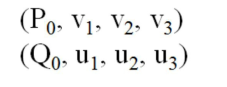 (P₀, v₁, v₂, v₃)
(Q₀, u₁, u₂, u₃)